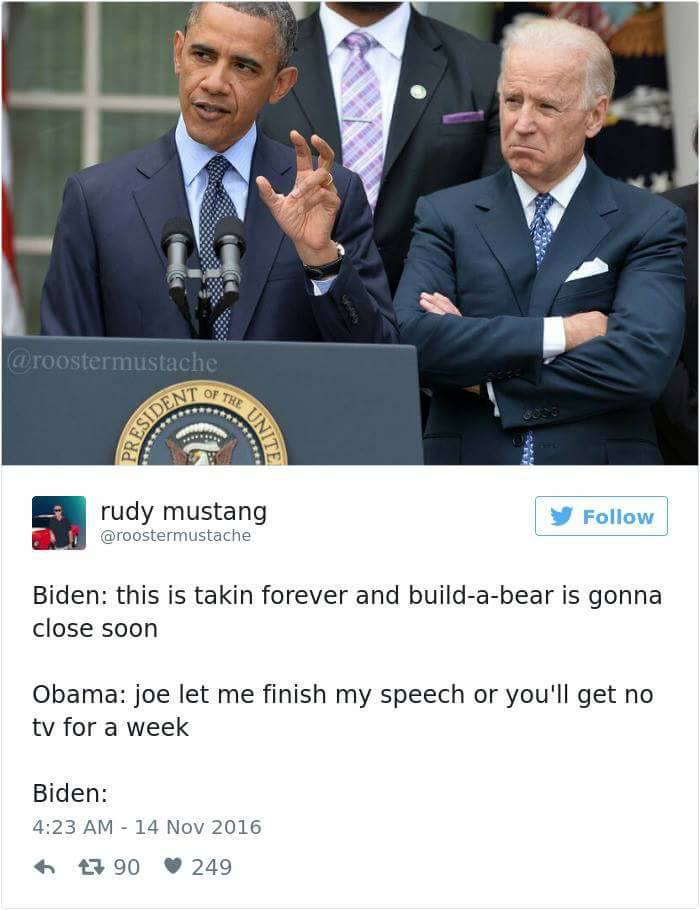 @roostermustache
PRESIDENT OF THE UNITE
rudy mustang
@roostermustache
Follow
Biden: this is takin forever and build-a-bear is gonna
close soon
Obama: joe let me finish my speech or you'll get no
tv for a week
Biden:
4:23 AM - 14 Nov 2016
90 249